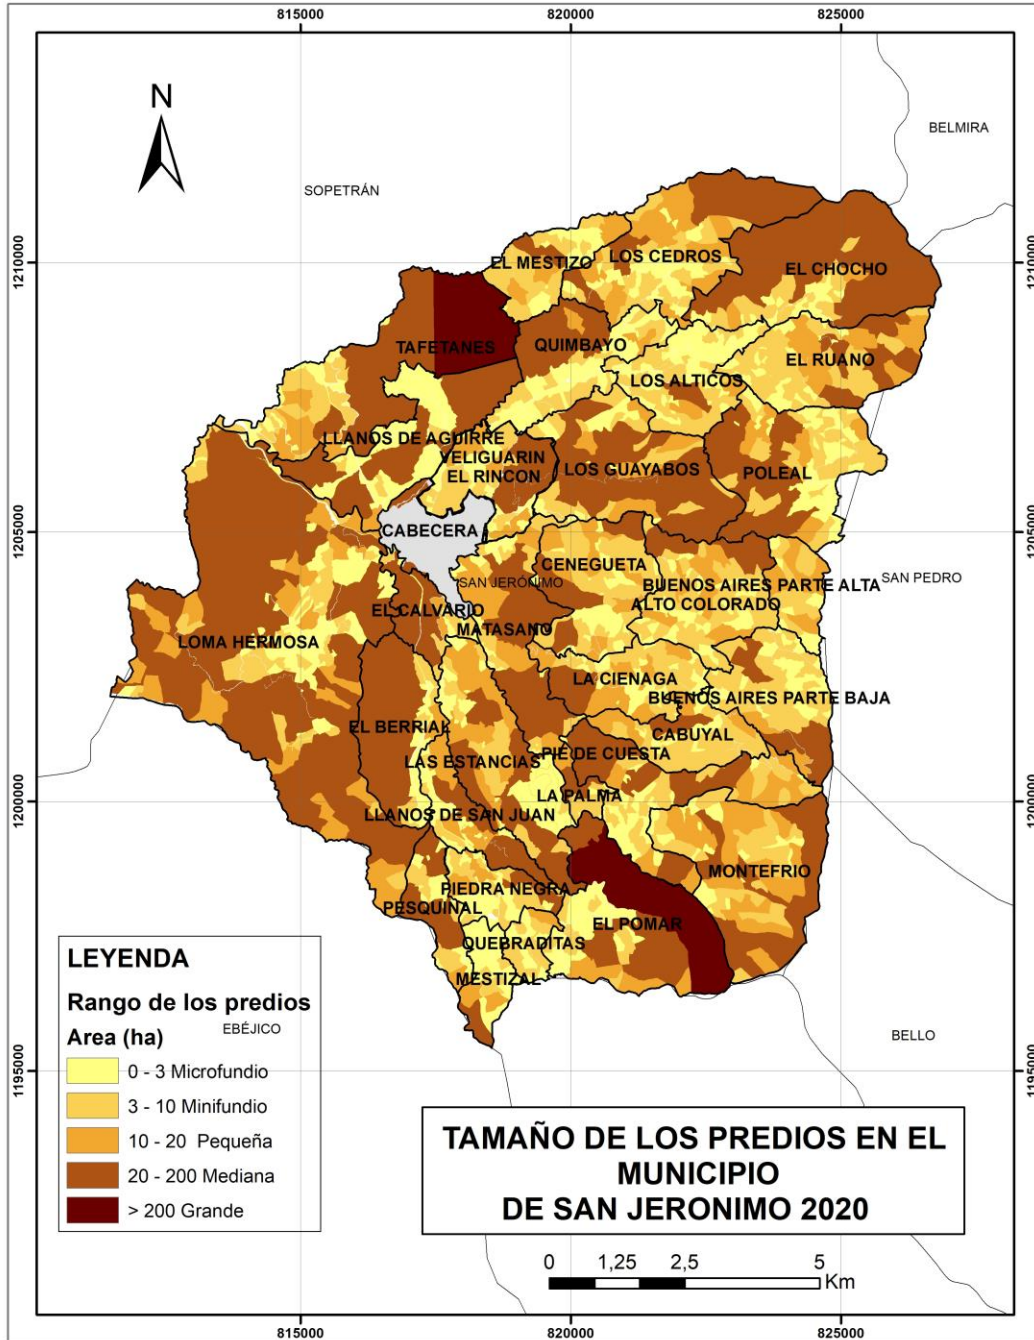 815000
820000
825000
N
BELMIRA
SOPETRÁN
1210000
1210000
EL MESTIZO
LOS CEDROS
EL CHOCHO
TAFETANES
QUIMBAYO
EL RUANO
LOS ALTICOS
LLANOS DE AGUIRRE
VELIGUARIN
EL RINCON
LOS GUAYABOS
POLEAL
1205000
1205000
CABECERA
CENEGUETA
SAN JERÓNIMO
BUENOS AIRES PARTE ALTA
SAN PEDRO
EL CALVARIO
ALTO COLORADO
MATASANO
LOMA HERMOSA
LA CIENAGA
BUENOS AIRES PARTE BAJA
EL BERRIAL
CABUYAL
LAS ESTANCIAS
PIE DE CUESTA
1200000
1200000
LA PALMA
LLANOS DE SAN JUAN
MONTEFRIO
PIEDRA NEGRA
PESQUINAL
EL POMAR
QUEBRADITAS
MESTIZAL
LEYENDA
Rango de los predios
Area (ha)
EBÉJICO
0 - 3 Microfundio
3 - 10 Minifundio
10 - 20 Pequeña
20 - 200 Mediana
> 200 Grande
BELLO
1195000
1195000
TAMAÑO DE LOS PREDIOS EN EL
MUNICIPIO
DE SAN JERONIMO 2020
0 1,25 2,5 5
Km
815000
820000
825000